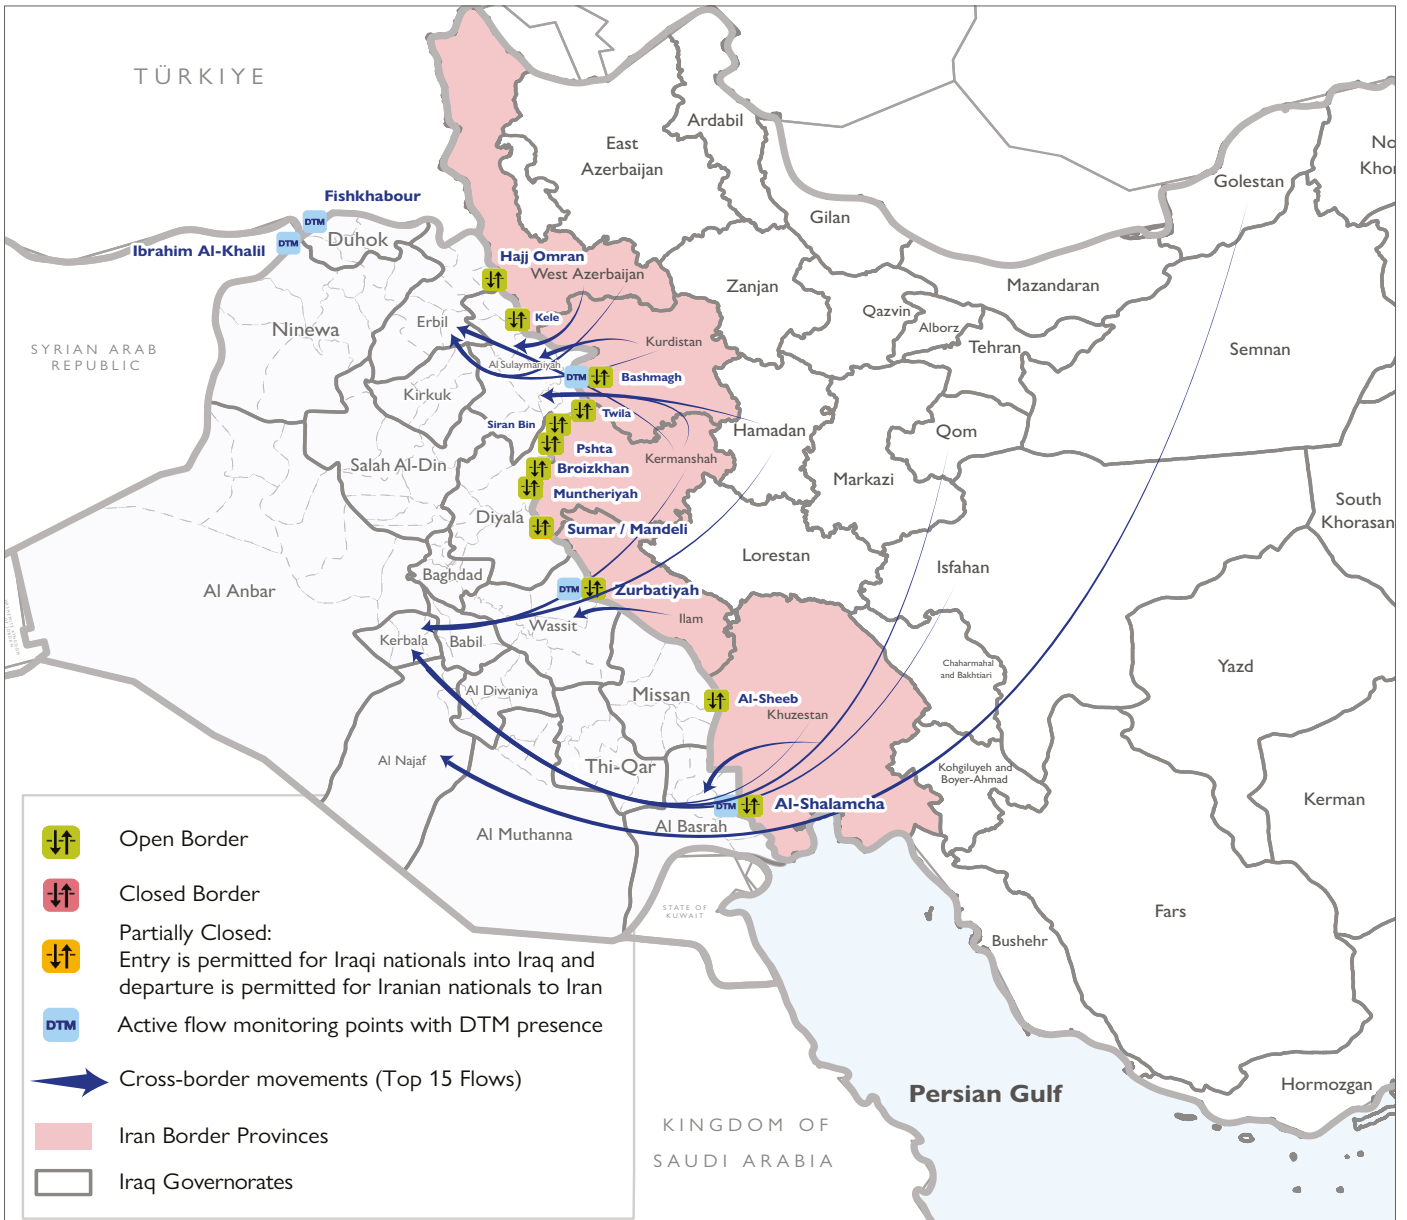 TÜRKIYE
Ardabil
East
Azerbaijan
No
Khor
Golestan
Fishkhabour
DTM
Gilan
Ibrahim Al-Khalil
DTM
Duhok
Hajj Omran
West Azerbaijan
Zanjan
Mazandaran
Qazvin
Kele
Erbil
Ninewa
Alborz
Tehran
Kurdistan
Semnan
SYRIAN ARAB
REPUBLIC
Al Sulaymaniyah
DTM
Bashmagh
Kirkuk
Twila
Siran Bin
Hamadan
Qom
Pshta
Kermanshah
Salah Al-Din
Broizkhan
Markazi
Muntheriyah
South
Khorasan
Diyala
Sumar / Mandeli
Lorestan
Isfahan
Baghdad
Al Anbar
DTM
Zurbatiyah
Ilam
Wassit
Kerbala
Babil
Chaharmahal
and Bakhtiari
Yazd
Al Diwaniya
Missan
Al-Sheeb
Khuzestan
Al Najaf
Thi-Qar
Kohgiluyeh and
Boyer-Ahmad
Kerman
DTM
Al-Shalamcha
Al Basrah
Al Muthanna
STATE OF
KUWAIT
Fars
Bushehr
Persian Gulf
Hormozgan
KINGDOM OF
SAUDI ARABIA
Open Border
Closed Border
Partially Closed:
Entry is permitted for Iraqi nationals into Iraq and
departure is permitted for Iranian nationals to Iran
DTM
Active flow monitoring points with DTM presence
Cross-border movements (Top 15 Flows)
Iran Border Provinces
Iraq Governorates